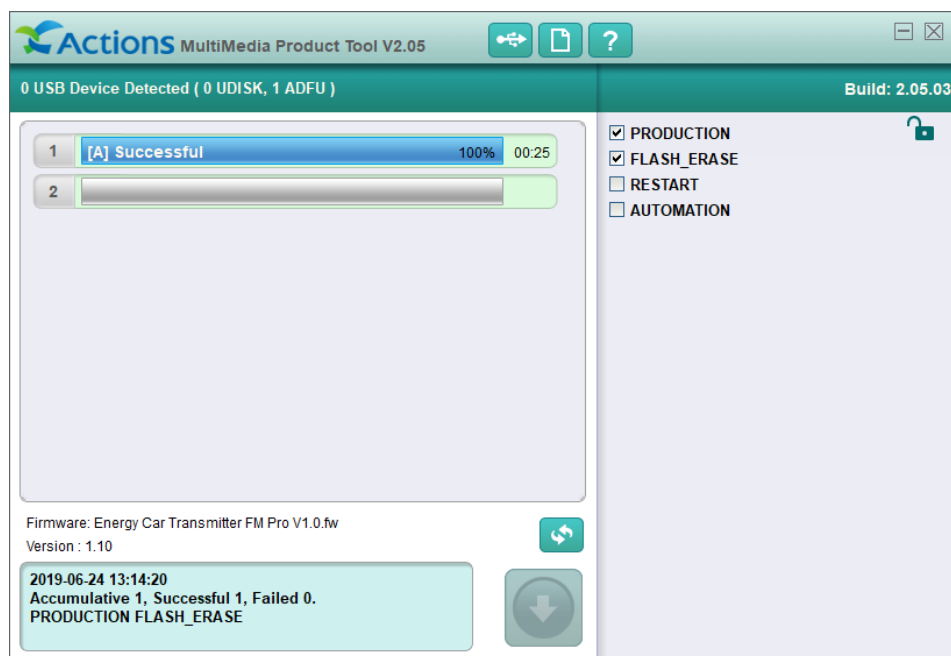 Actions MultiMedia Product Tool V2.05
?
0 USB Device Detected ( 0 UDISK, 1 ADFU )
Build: 2.05.03
1 [A] Successful 100% 00:25
2
PRODUCTION
FLASH_ERASE
RESTART
AUTOMATION
Firmware: Energy Car Transmitter FM Pro V1.0.fw
Version : 1.10
2019-06-24 13:14:20
Accumulative 1, Successful 1, Failed 0.
PRODUCTION FLASH_ERASE